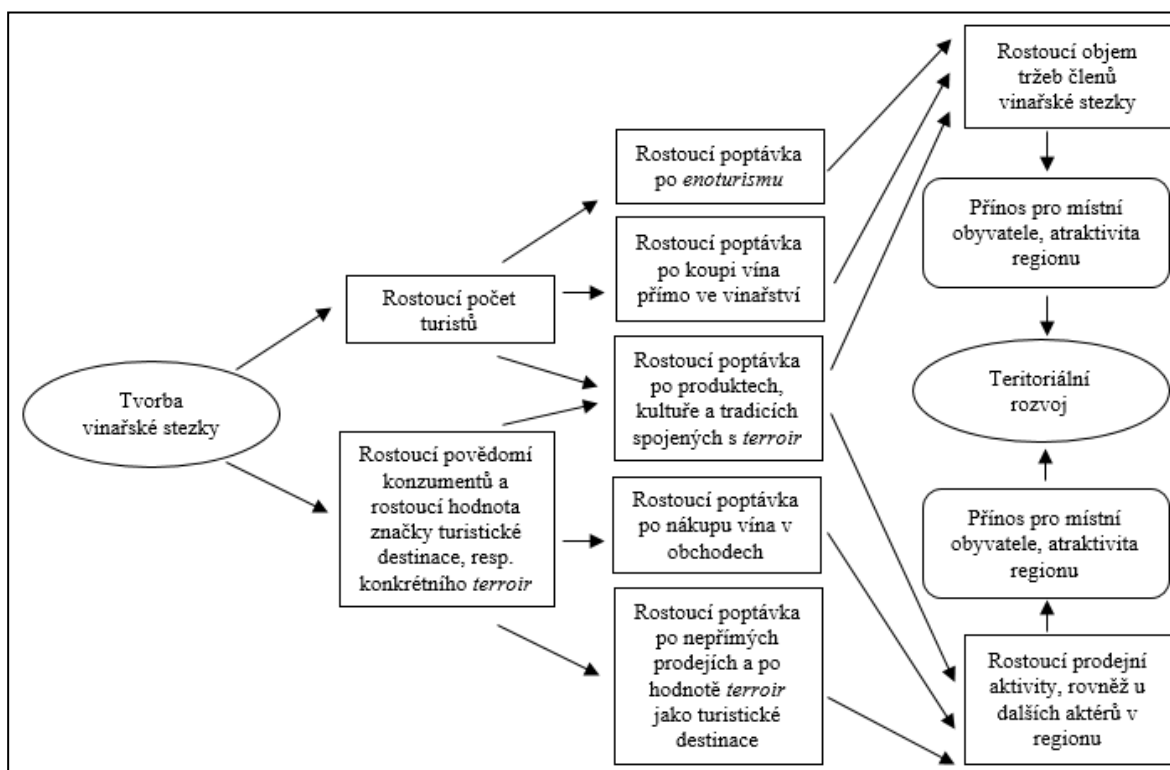 Tvorba
vinařské stezky
Rostoucí počet
turistů
Rostoucí povědomí
konzumentů a
rostoucí hodnota
značky turistické
destinace, resp.
konkrétního terroir
Rostoucí poptávka
po enoturismu
Rostoucí poptávka
po koupi vína
přímo ve vinařství
Rostoucí poptávka
po produktech,
kultuře a tradicích
spojených s terroir
Rostoucí poptávka
po nákupu vína v
obchodech
Rostoucí poptávka
po nepřímých
prodejích a po
hodnotě terroir
jako turistické
destinace
Rostoucí objem
tržeb členů
vinařské stezky
Přínos pro místní
obyvatele, atraktivita
regionu
Teritoriální
rozvoj
Přínos pro místní
obyvatele, atraktivita
regionu
Rostoucí prodejní
aktivity, rovněž u
dalších aktérů v
regionu